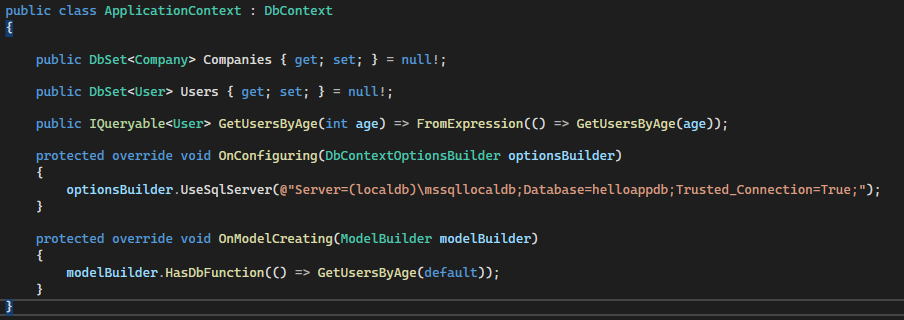 public class ApplicationContext : DbContext
{
public DbSet<Company> Companies { get; set; } = null!;
public DbSet<User> Users { get; set; } = null!;
public IQueryable<User> GetUsersByAge(int age) => FromExpression(() => GetUsersByAge(age));
protected override void OnConfiguring(DbContextOptionsBuilder optionsBuilder)
{
optionsBuilder.UseSqlServer(@"Server=(localdb)\mssqllocaldb;Database=helloappdb;Trusted_Connection=True;");
}
protected override void OnModelCreating(ModelBuilder modelBuilder)
{
modelBuilder.HasDbFunction(() => GetUsersByAge(default));
}
}